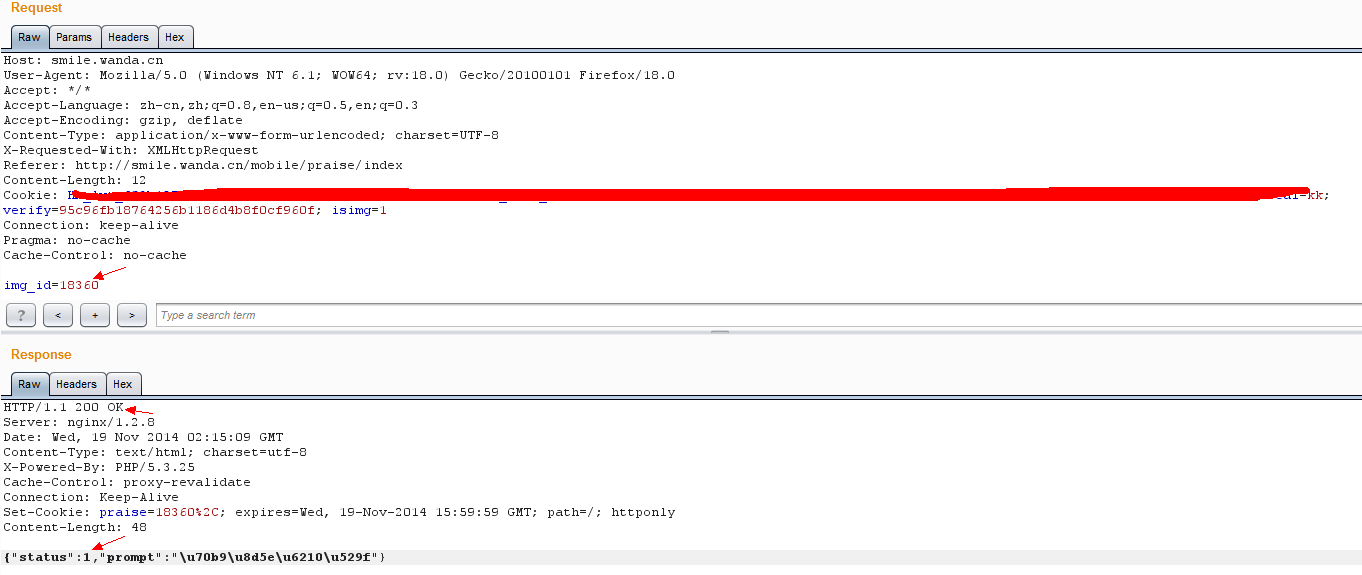 Request
Raw Params Headers Hex
Host: smile.wanda.cn
User-Agent: Mozilla/5.0 (Windows NT 6.1; WOW64; rv:18.0) Gecko/20100101 Firefox/18.0
Accept: */*
Accept-Language: zh-cn,zh;q=0.8,en-us;q=0.5,en;q=0.3
Accept-Encoding: gzip, deflate
Content-Type: application/x-www-form-urlencoded; charset=UTF-8
X-Requested-With: XMLHttpRequest
Referer: http://smile.wanda.cn/mobile/praise/index
Content-Length: 12
Cookie: =kk;
verify=95c96fb18764256b1186d4b8f0cf960f; isimg=1
Connection: keep-alive
Pragma: no-cache
Cache-Control: no-cache
img_id=18360
? < + > Type a search term
Response
Raw Headers Hex
HTTP/1.1 200 OK
Server: nginx/1.2.8
Date: Wed, 19 Nov 2014 02:15:09 GMT
Content-Type: text/html; charset=utf-8
X-Powered-By: PHP/5.3.25
Cache-Control: proxy-revalidate
Connection: Keep-Alive
Set-Cookie: praise=18360%2C; expires=Wed, 19-Nov-2014 15:59:59 GMT; path=/; httponly
Content-Length: 48
{"status":1,"prompt":"\u70b9\u8d5e\u6210\u529f"}